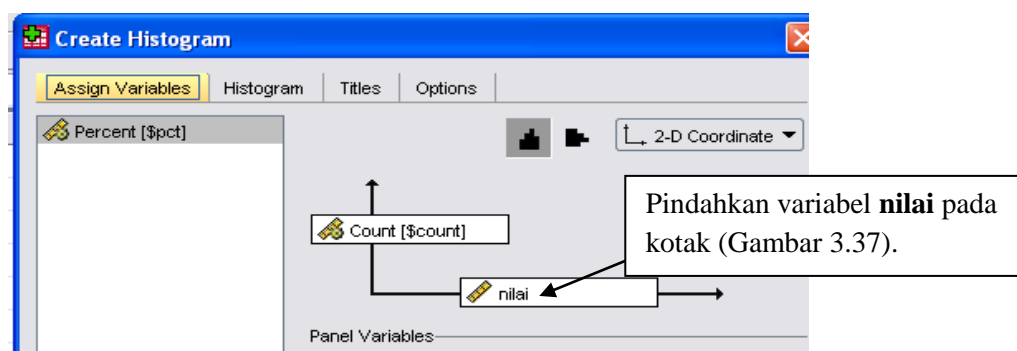 Create Histogram
Assign Variables Histogram Titles Options
Percent [$pct]
2-D Coordinate
Pindahkan variabel nilai pada
kotak (Gambar 3.37).
Count [$count]
nilai
Panel Variables